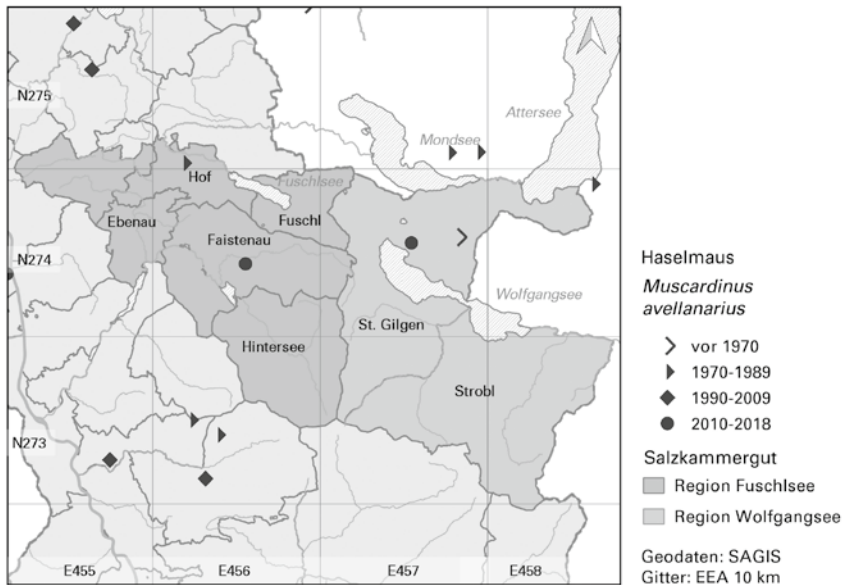 N275
Mondsee
Attersee
Hof
Fuschlsee
Ebenau
Fuschl
Faistenau
N274
Wolfgangsee
St. Gilgen
Hintersee
Strobl
N273
E455
E456
E457
E458
Haselmaus
Muscardinus
avellanarius
vor 1970
1970-1989
1990-2009
2010-2018
Salzkammergut
Region Fuschlsee
Region Wolfgangsee
Geodaten: SAGIS
Gitter: EEA 10 km